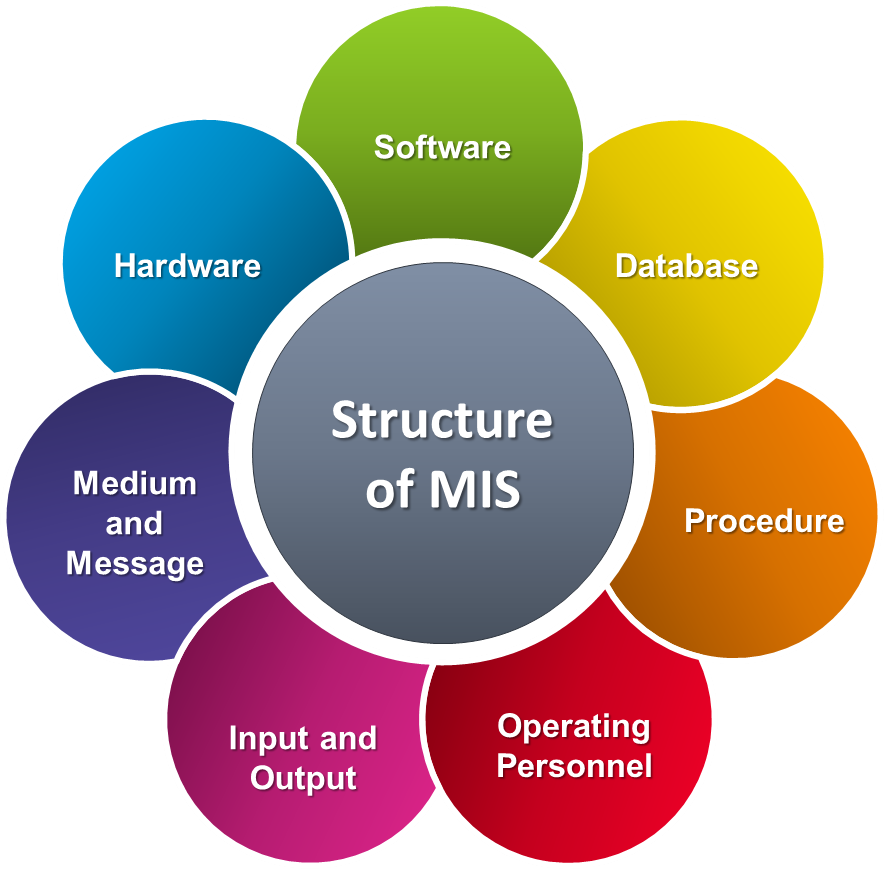 Software
Hardware
Database
Structure
of MIS
Medium
and
Message
Procedure
Input and
Output
Operating
Personnel